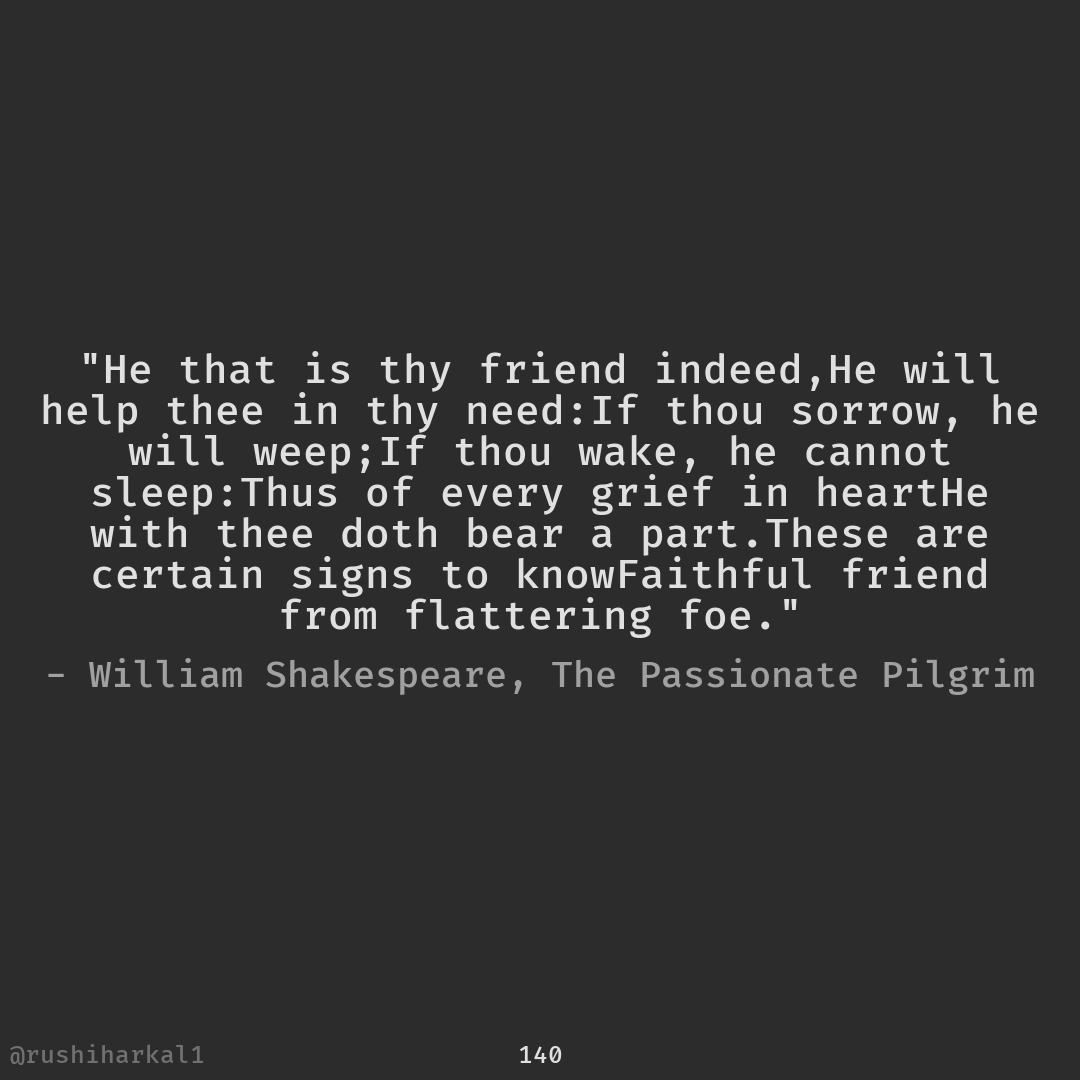 "He that is thy friend indeed,He will
help thee in thy need:If thou sorrow, he
will weep;If thou wake, he cannot
sleep:Thus of every grief in heartHe
with thee doth bear a part.These are
certain signs to knowFaithful friend
from flattering foe."
- William Shakespeare, The Passionate Pilgrim
@rushiharkal1
140